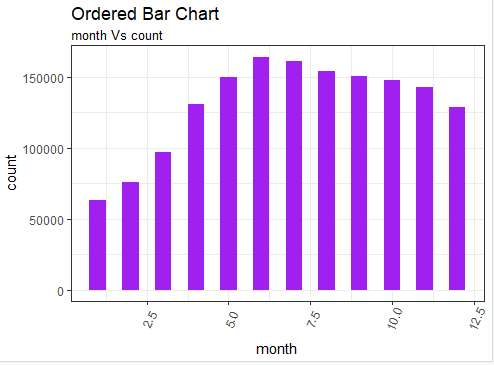 Ordered Bar Chart
month Vs count
count
150000
100000
50000
0
2.5
5.0
7.5
10.0
12.5
month